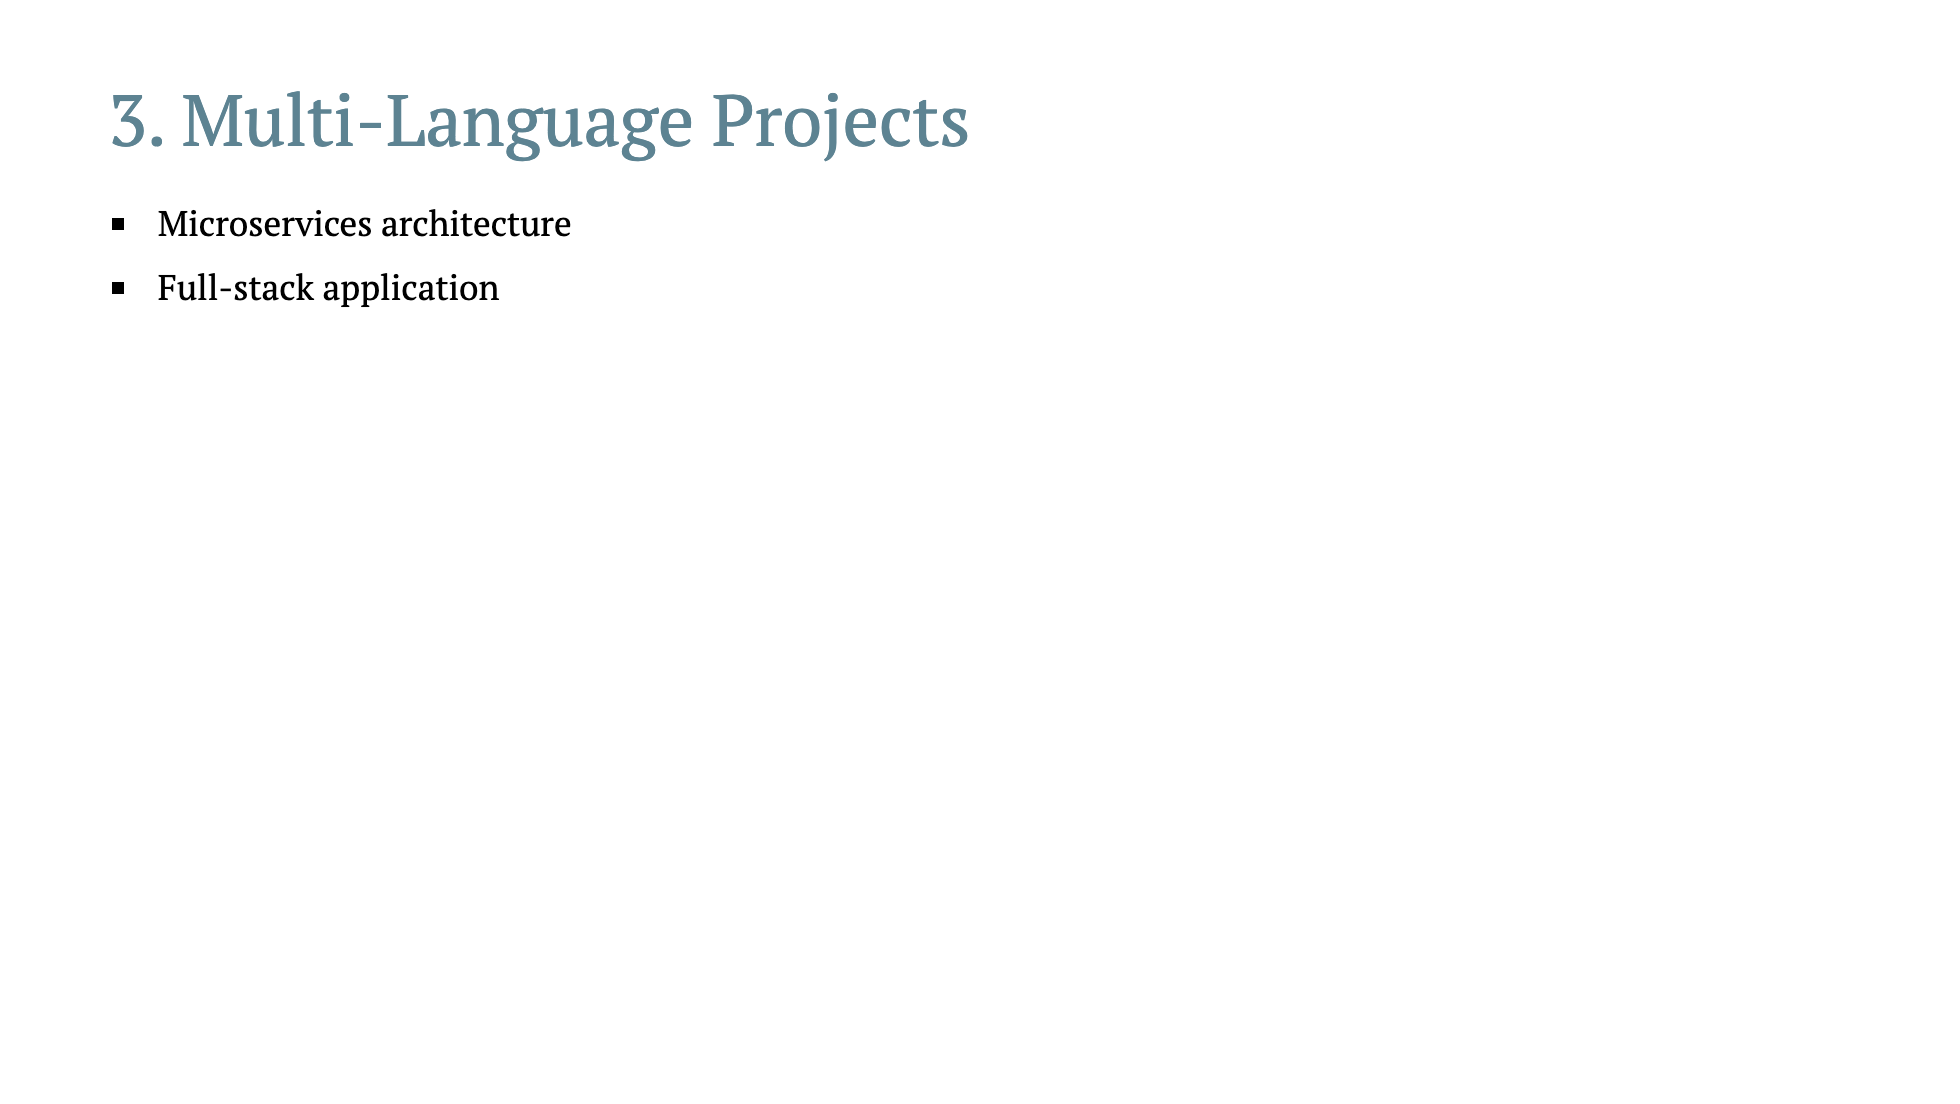 3. Multi-Language Projects
▪ Microservices architecture
▪ Full-stack application